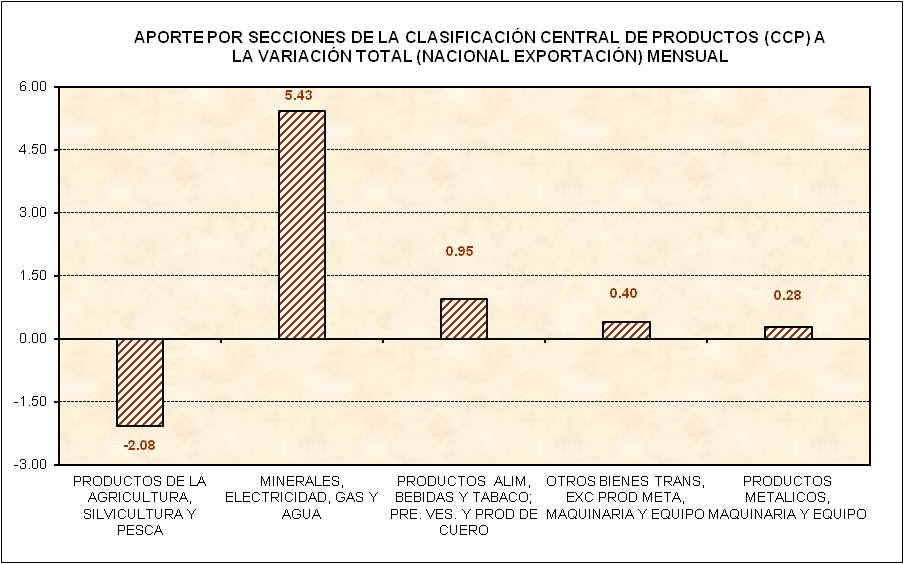 APORTE POR SECCIONES DE LA CLASIFICACIÓN CENTRAL DE PRODUCTOS (CCP) A
LA VARIACIÓN TOTAL (NACIONAL EXPORTACIÓN) MENSUAL
6.00
4.50
3.00
1.50
0.00
-1.50
-3.00
-2.08
5.43
0.95
0.40
0.28
PRODUCTOS DE LA
AGRICULTURA,
SILVICULTURA Y
PESCA
MINERALES,
ELECTRICIDAD, GAS Y
AGUA
PRODUCTOS ALIM,
BEBIDAS Y TABACO;
PRE. VES. Y PROD DE
CUERO
OTROS BIENES TRANS,
EXC PROD META,
MAQUINARIA Y EQUIPO
PRODUCTOS
METALICOS,
MAQUINARIA Y EQUIPO